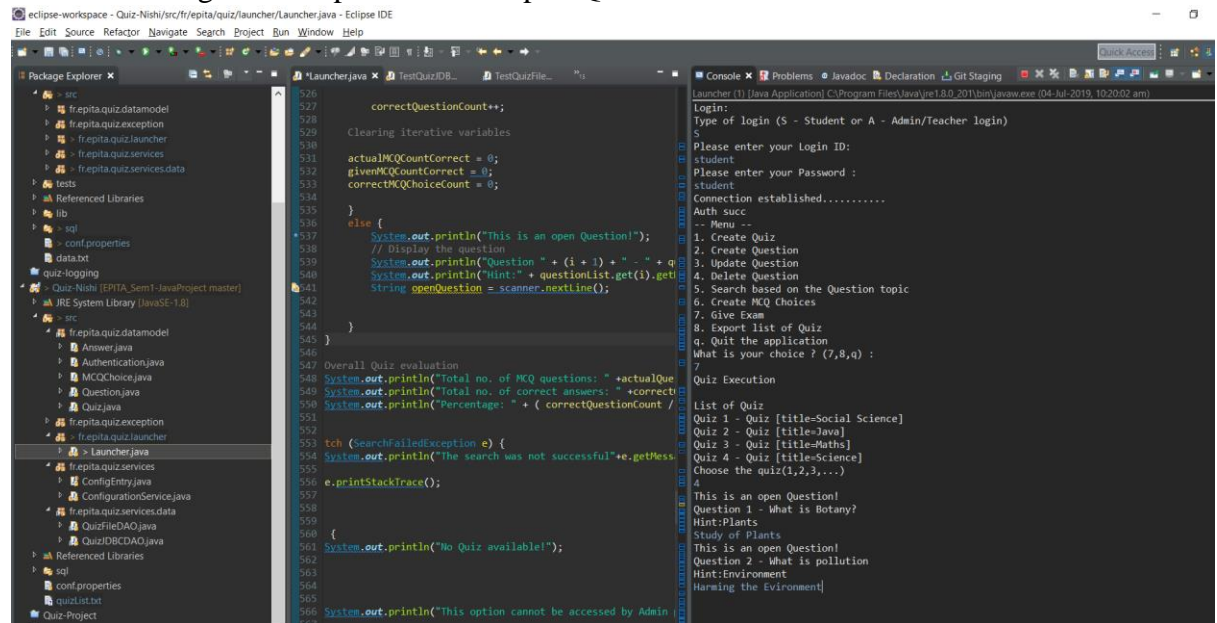 eclipse-workspace - Quiz-Nishi/src/fr/epita/quiz/launcher/Launcher.java - Eclipse IDE
File Edit Source Refactor Navigate Search Project Run Window Help
Quick Access
Package Explorer
> src
fr.epita.quiz.datamodel
fr.epita.quiz.exception
> fr.epita.quiz.launcher
> fr.epita.quiz.services
> fr.epita.quiz.services.data
tests
Referenced Libraries
lib
> sql
> conf.properties
data.txt
quiz-logging
> Quiz-Nishi [EPITA_Sem1-JavaProject master]
JRE System Library [JavaSE-1.8]
> src
fr.epita.quiz.datamodel
Answer.java
Authentication.java
MCQChoice.java
Question.java
Quiz.java
fr.epita.quiz.exception
> fr.epita.quiz.launcher
> Launcher.java
fr.epita.quiz.services
ConfigEntry.java
ConfigurationService.java
fr.epita.quiz.services.data
QuizFileDAO.java
QuizJDBCDAO.java
Referenced Libraries
sql
conf.properties
quizList.txt
Quiz-Project
*Launcher.java TestQuizJDB... TestQuizFile...
526
527 correctQuestionCount++;
528
529 Clearing iterative variables
530
531 actualMCQCountCorrect = 0;
532 givenMCQCountCorrect = 0;
533 correctMCQChoiceCount = 0;
534
535 }
536 else {
537 System.out.println("This is an open Question!");
538 // Display the question
539 System.out.println("Question " + (i + 1) + " - " + q
540 System.out.println("Hint:" + questionList.get(i).get
541 String openQuestion = scanner.nextLine();
542
543
544 }
545 }
546
547 Overall Quiz evaluation
548 System.out.println("Total no. of MCQ questions: " +actualQue
549 System.out.println("Total no. of correct answers: " +correct
550 System.out.println("Percentage: " + ( correctQuestionCount /
551
552
553 tch (SearchFailedException e) {
554 System.out.println("The search was not successful"+e.getMess
555
556 e.printStackTrace();
557
558
559
560 {
561 System.out.println("No Quiz available!");
562
563
564
565
566 System.out.println("This option cannot be accessed by Admin
Console Problems Javadoc Declaration Git Staging
Launcher (1) [Java Application] C:\Program Files\Java\jre1.8.0_201\bin\javaw.exe (04-Jul-2019, 10:20:02 am)
Login:
Type of login (S - Student or A - Admin/Teacher login)
S
Please enter your Login ID:
student
Please enter your Password :
student
Connection established...........
Auth succ
-- Menu --
1. Create Quiz
2. Create Question
3. Update Question
4. Delete Question
5. Search based on the Question topic
6. Create MCQ Choices
7. Give Exam
8. Export list of Quiz
q. Quit the application
What is your choice ? (7,8,q) :
7
Quiz Execution
List of Quiz
Quiz 1 - Quiz [title=Social Science]
Quiz 2 - Quiz [title=Java]
Quiz 3 - Quiz [title=Maths]
Quiz 4 - Quiz [title=Science]
Choose the quiz(1,2,3,...)
4
This is an open Question!
Question 1 - What is Botany?
Hint:Plants
Study of Plants
This is an open Question!
Question 2 - What is pollution
Hint:Environment
Harming the Evironment